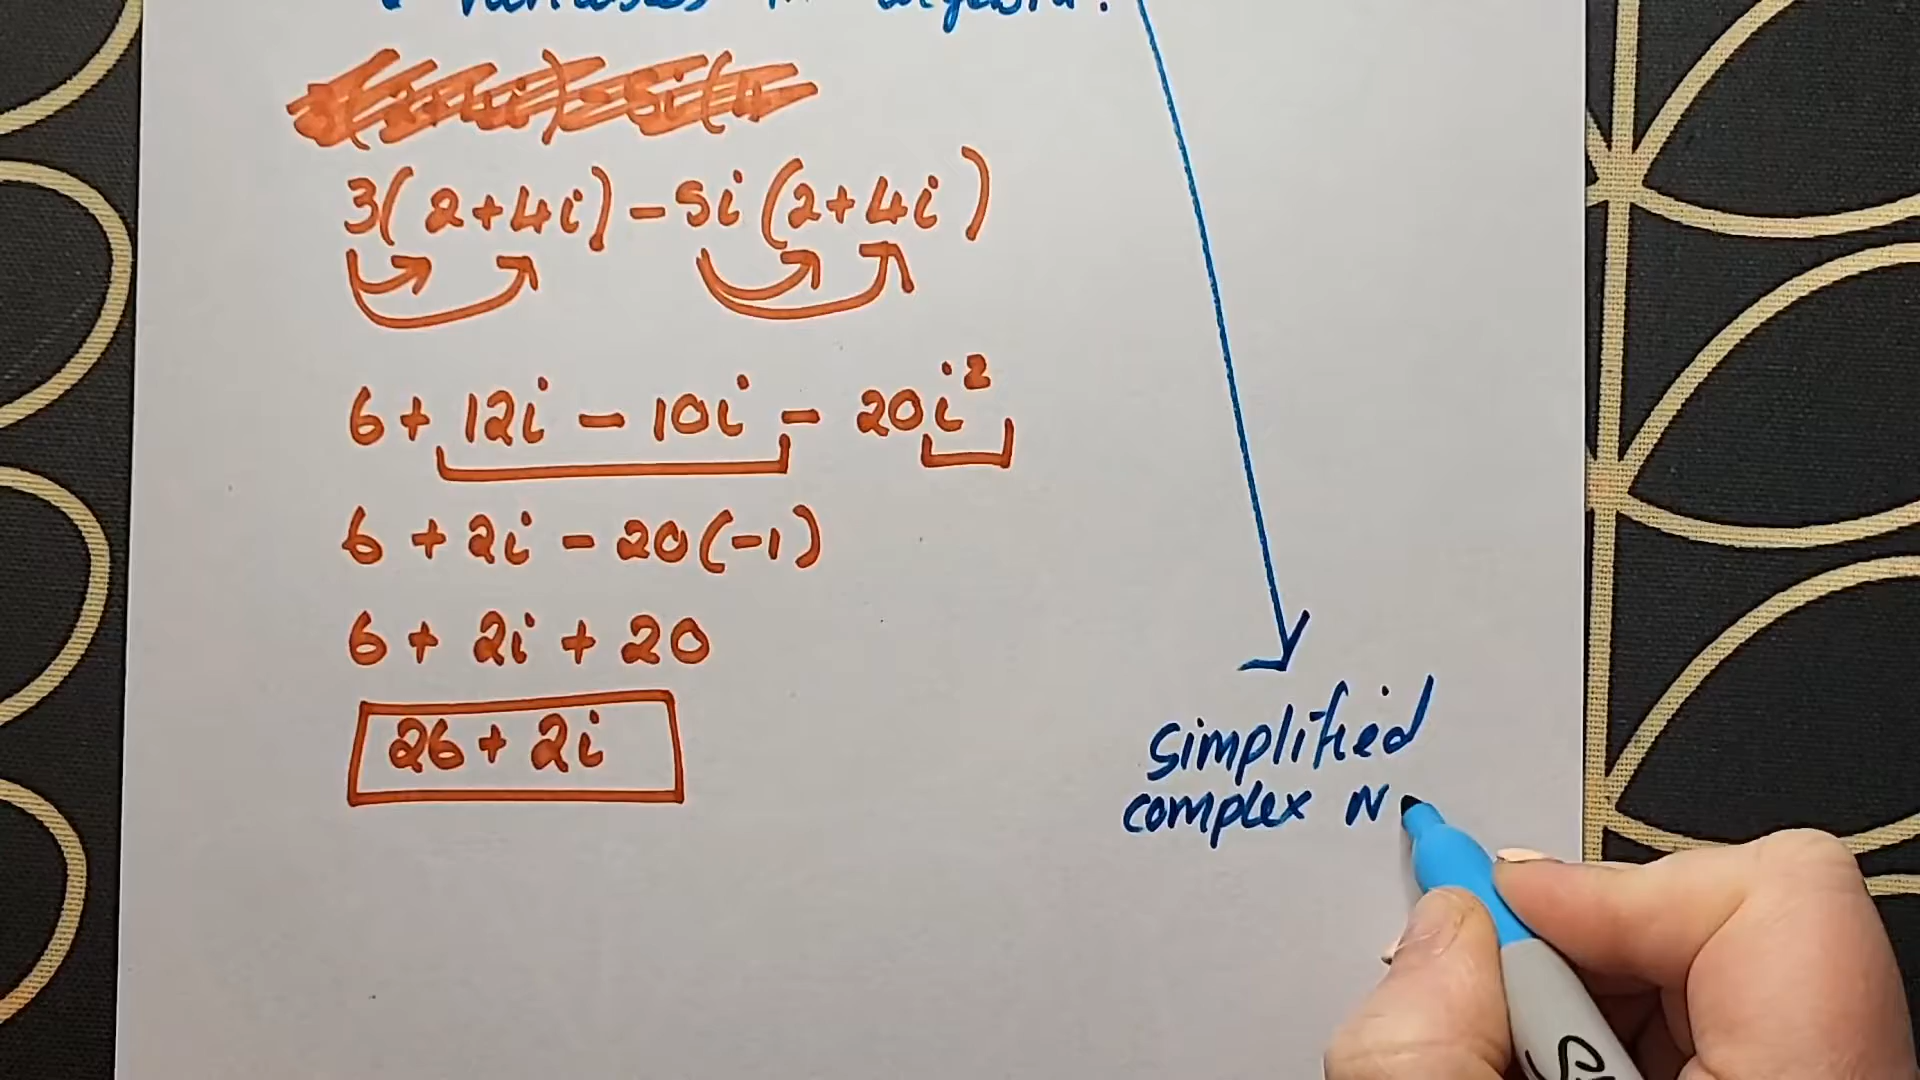 3(2+4i)-5i(2+4i)
6+12i-10i-20i²
6+2i-20(-1)
6+2i+20
26+2i
Simplified
complex N